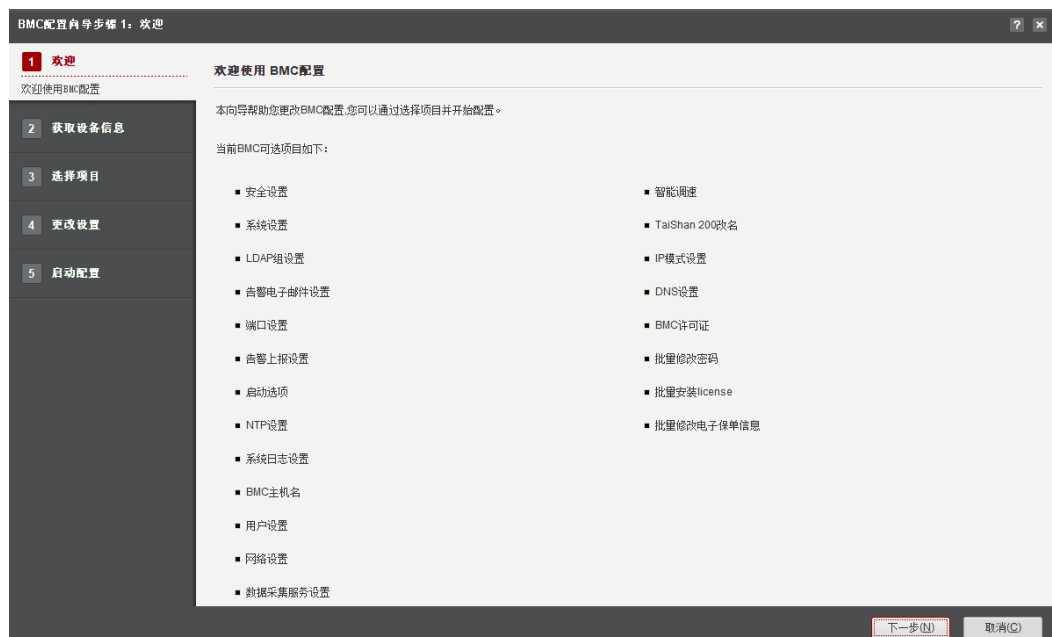 BMC配置向导步骤 1：欢迎
? ×
1 欢迎
欢迎使用BMC配置
2 获取设备信息
3 选择项目
4 更改设置
5 启动配置
欢迎使用 BMC配置
本向导帮助您更改BMC配置,您可以通过选择项目并开始配置。
当前BMC可选项目如下：
■ 安全设置
■ 系统设置
■ LDAP组设置
■ 告警电子邮件设置
■ 端口设置
■ 告警上报设置
■ 启动选项
■ NTP设置
■ 系统日志设置
■ BMC主机名
■ 用户设置
■ 网络设置
■ 数据采集服务设置
■ 智能调速
■ TaiShan 200改名
■ IP模式设置
■ DNS设置
■ BMC许可证
■ 批量修改密码
■ 批量安装license
■ 批量修改电子保单信息
下一步(N) 取消(C)